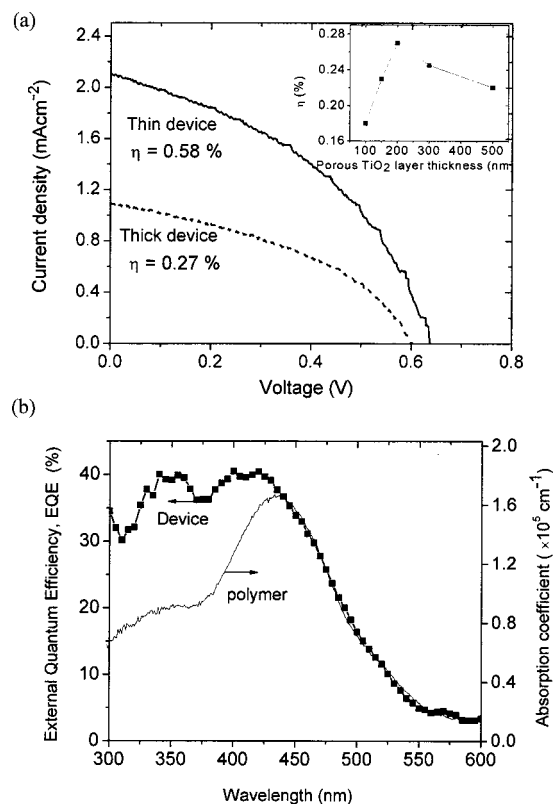 (a)
Current density (mAcm⁻²)
2.4
2.0
1.6
1.2
0.8
0.4
0.0
Thin device
η = 0.58 %
Thick device
η = 0.27 %
η (%)
0.28
0.24
0.20
0.16
100 200 300 400 500
Porous TiO₂ layer thickness (nm
0.0 0.2 0.4 0.6 0.8
Voltage (V)
(b)
External Quantum Efficiency, EQE (%)
40
30
20
10
0
Device
polymer
2.0
1.6
1.2
0.8
0.4
0.0
Absorption coefficient (×10⁵ cm⁻¹)
300 350 400 450 500 550 600
Wavelength (nm)